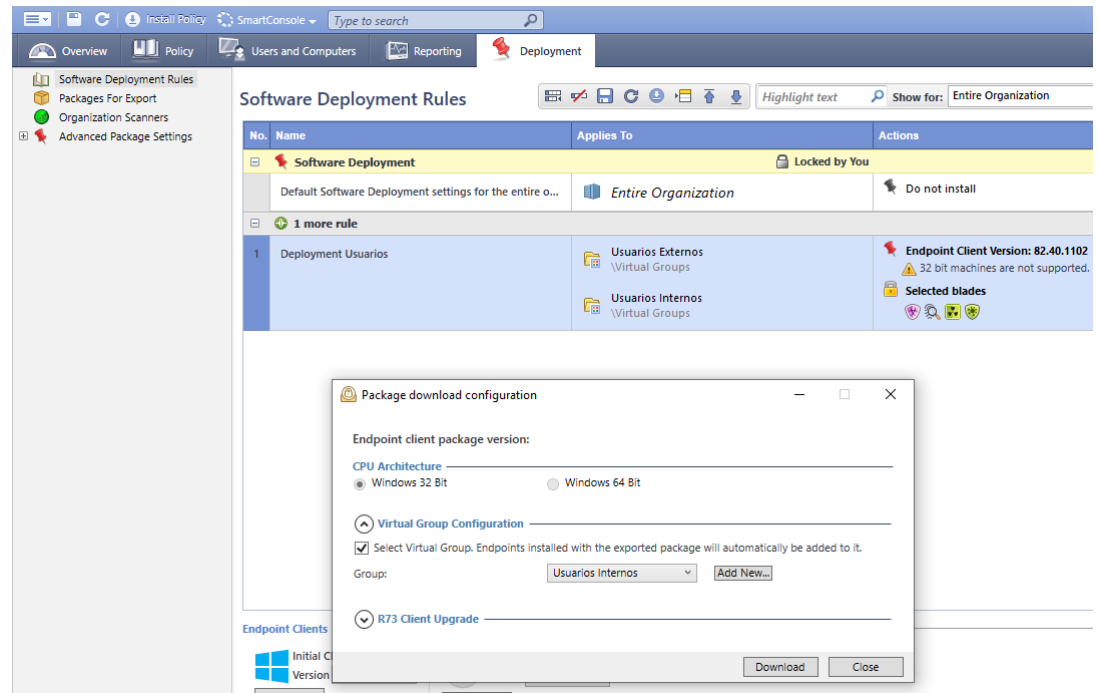 Install Policy
SmartConsole
Type to search
Overview
Policy
Users and Computers
Reporting
Deployment
Software Deployment Rules
Packages For Export
Organization Scanners
Advanced Package Settings
Software Deployment Rules
Highlight text
Show for:
Entire Organization
No.
Name
Applies To
Actions
Software Deployment
Locked by You
Default Software Deployment settings for the entire o...
Entire Organization
Do not install
1 more rule
1
Deployment Usuarios
Usuarios Externos
\Virtual Groups
Usuarios Internos
\Virtual Groups
Endpoint Client Version: 82.40.1102
32 bit machines are not supported.
Selected blades
Package download configuration
Endpoint client package version:
CPU Architecture
Windows 32 Bit
Windows 64 Bit
Virtual Group Configuration
Select Virtual Group. Endpoints installed with the exported package will automatically be added to it.
Group:
Usuarios Internos
Add New...
R73 Client Upgrade
Download
Close
Endpoint Clients
Initial
Version